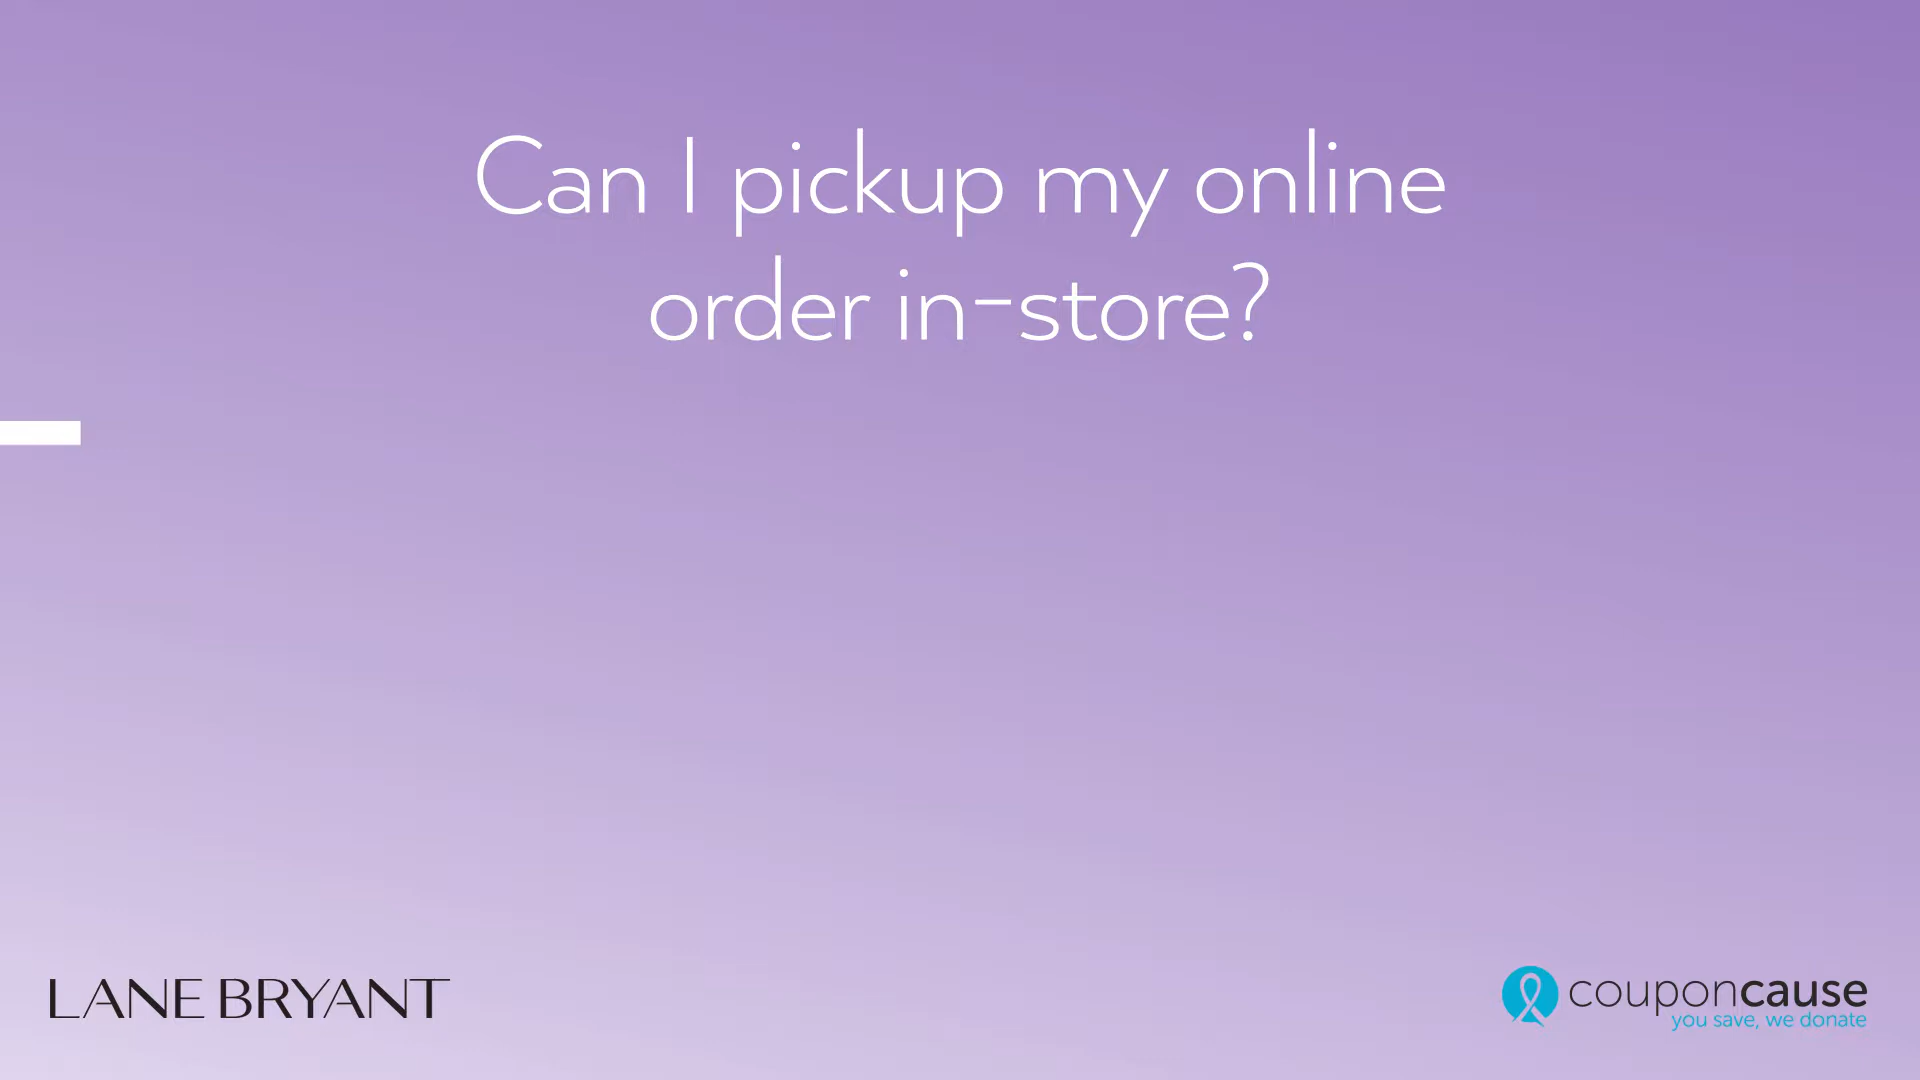 Can I pickup my online
order in-store?
LANE BRYANT
couponcause
you save, we donate